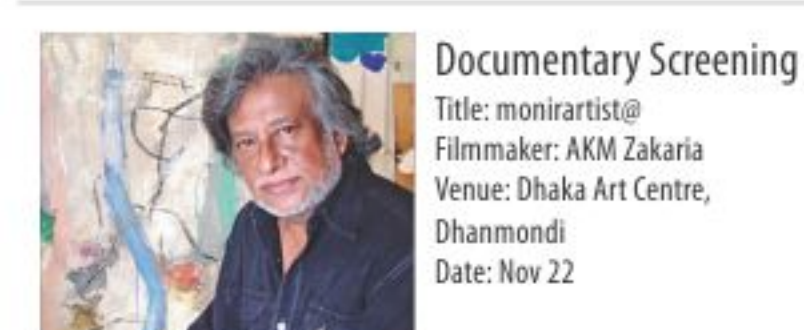 Documentary Screening
Title: monirartist@
Filmmaker: AKM Zakaria
Venue: Dhaka Art Centre,
Dhanmondi
Date: Nov 22